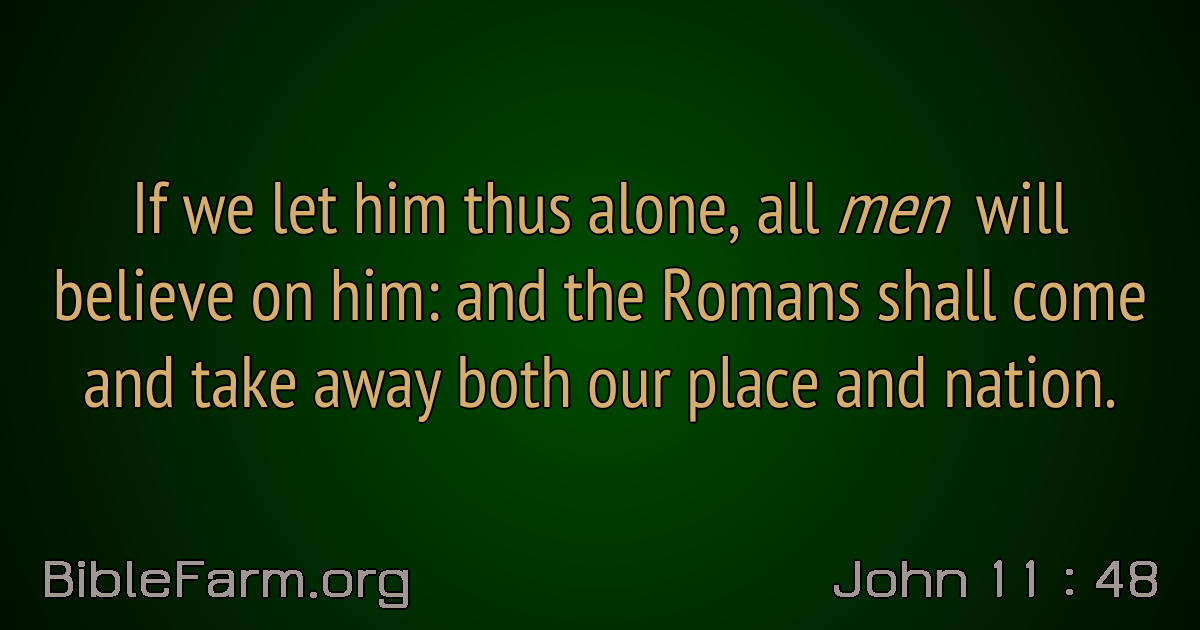 If we let him thus alone, all men will
believe on him: and the Romans shall come
and take away both our place and nation.
BibleFarm.org
John 11 : 48